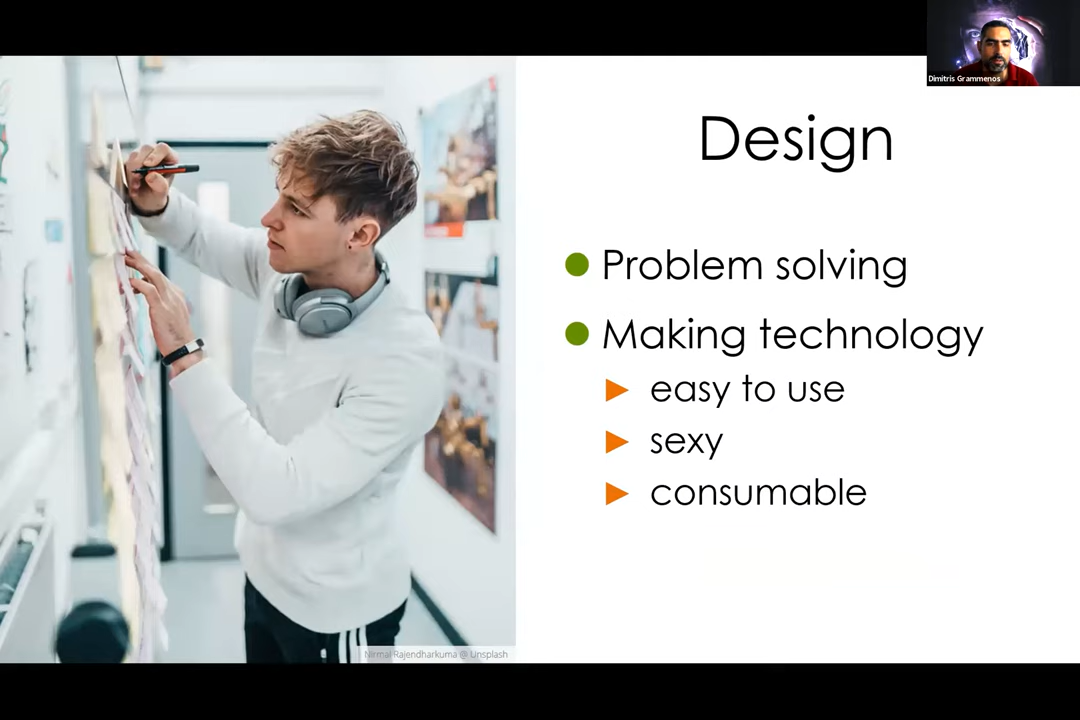 Dimitris Grammenos
Design
Problem solving
Making technology
easy to use
sexy
consumable
Nirmal Rajendharkuma @ Unsplash